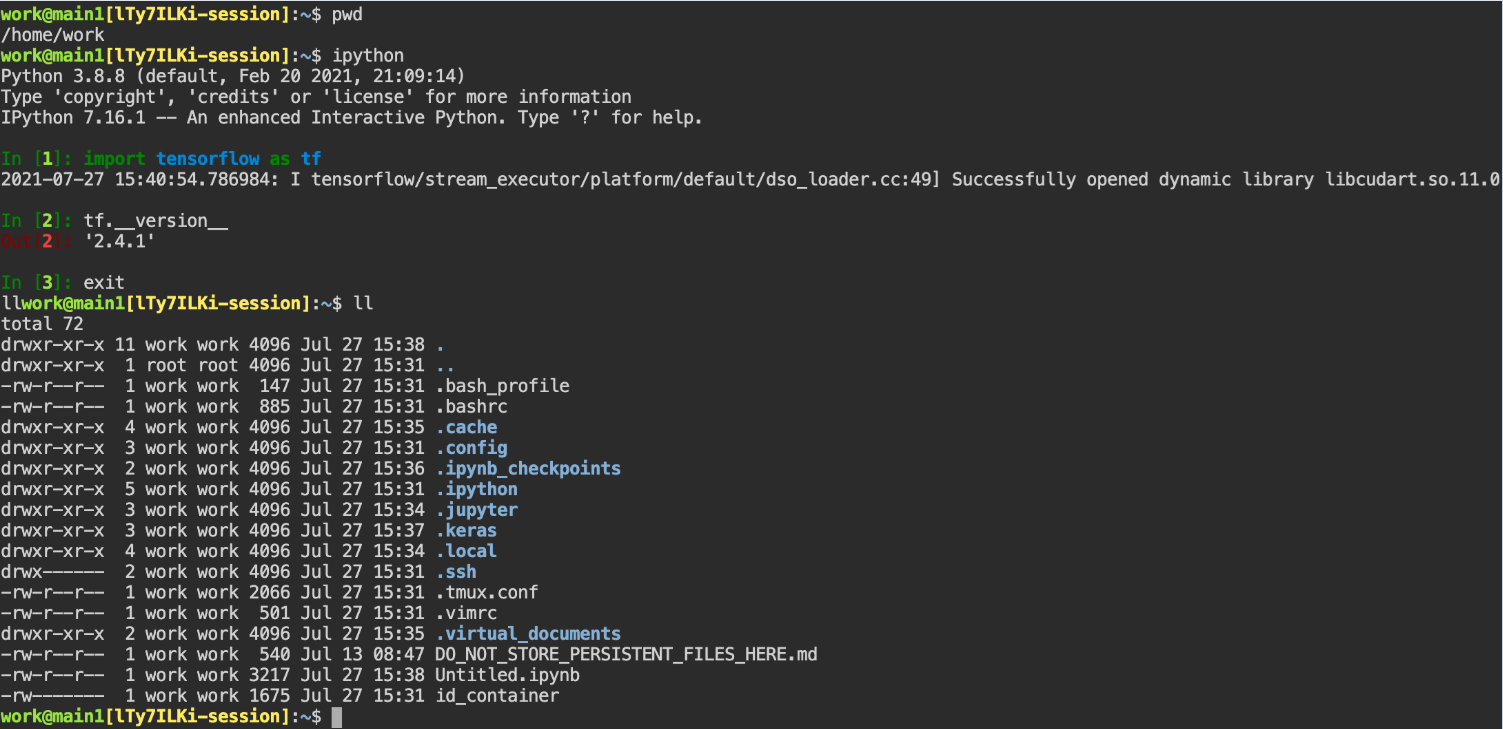 work@main1[lTy7ILKi-session]:~$ pwd
/home/work
work@main1[lTy7ILKi-session]:~$ ipython
Python 3.8.8 (default, Feb 20 2021, 21:09:14)
Type 'copyright', 'credits' or 'license' for more information
IPython 7.16.1 -- An enhanced Interactive Python. Type '?' for help.
In [1]: import tensorflow as tf
2021-07-27 15:40:54.786984: I tensorflow/stream_executor/platform/default/dso_loader.cc:49] Successfully opened dynamic library libcudart.so.11.0
In [2]: tf.__version__
Out[2]: '2.4.1'
In [3]: exit
llwork@main1[lTy7ILKi-session]:~$ ll
total 72
drwxr-xr-x 11 work work 4096 Jul 27 15:38 .
drwxr-xr-x  1 root root 4096 Jul 27 15:31 ..
-rw-r--r--  1 work work  147 Jul 27 15:31 .bash_profile
-rw-r--r--  1 work work  885 Jul 27 15:31 .bashrc
drwxr-xr-x  4 work work 4096 Jul 27 15:35 .cache
drwxr-xr-x  3 work work 4096 Jul 27 15:31 .config
drwxr-xr-x  2 work work 4096 Jul 27 15:36 .ipynb_checkpoints
drwxr-xr-x  5 work work 4096 Jul 27 15:31 .ipython
drwxr-xr-x  3 work work 4096 Jul 27 15:34 .jupyter
drwxr-xr-x  3 work work 4096 Jul 27 15:37 .keras
drwxr-xr-x  4 work work 4096 Jul 27 15:34 .local
drwx------  2 work work 4096 Jul 27 15:31 .ssh
-rw-r--r--  1 work work 2066 Jul 27 15:31 .tmux.conf
-rw-r--r--  1 work work  501 Jul 27 15:31 .vimrc
drwxr-xr-x  2 work work 4096 Jul 27 15:35 .virtual_documents
-rw-r--r--  1 work work  540 Jul 13 08:47 DO_NOT_STORE_PERSISTENT_FILES_HERE.md
-rw-r--r--  1 work work 3217 Jul 27 15:38 Untitled.ipynb
-rw-------  1 work work 1675 Jul 27 15:31 id_container
work@main1[lTy7ILKi-session]:~$